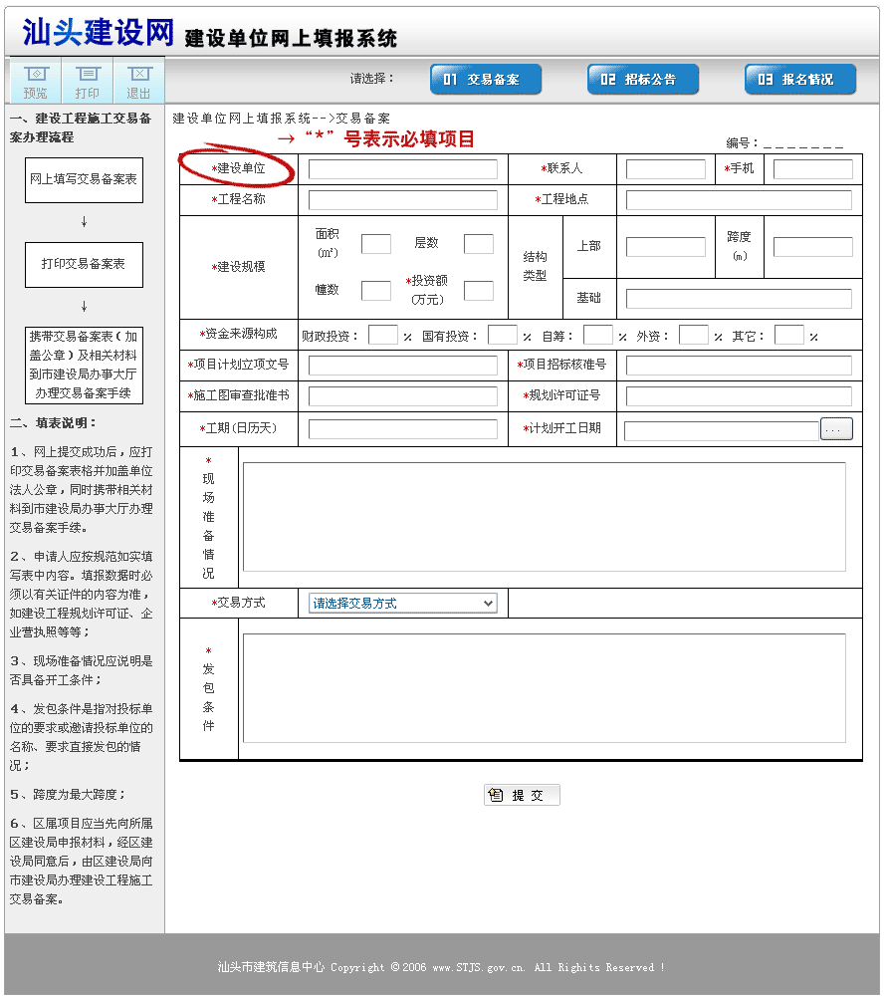 汕头建设网 建设单位网上填报系统
预览 打印 退出
请选择：
01 交易备案
02 招标公告
03 报名情况
一、建设工程施工交易备
案办理流程
网上填写交易备案表
↓
打印交易备案表
↓
携带交易备案表（加
盖公章）及相关材料
到市建设局办事大厅
办理交易备案手续
二、填表说明：
1、网上提交成功后，应打
印交易备案表格并加盖单位
法人公章，同时携带相关材
料到市建设局办事大厅办理
交易备案手续。
2、申请人应按规范如实填
写表中内容。填报数据时必
须以有关证件的内容为准，
如建设工程规划许可证、企
业营执照等等；
3、现场准备情况应说明是
否具备开工条件；
4、发包条件是指对投标单
位的要求或邀请投标单位的
名称、要求直接发包的情
况；
5、跨度为最大跨度；
6、区属项目应当先向所属
区建设局申报材料，经区建
设局同意后，由区建设局向
市建设局办理建设工程施工
交易备案。
建设单位网上填报系统-->交易备案
→“*”号表示必填项目
编号：_ _ _ _ _ _ _
*建设单位
*联系人
*手机
*工程名称
*工程地点
*建设规模
面积
(㎡)
层数
幢数
*投资额
(万元)
结构
类型
上部
跨度
(m)
基础
*资金来源构成
财政投资： % 国有投资： % 自筹： % 外资： % 其它： %
*项目计划立项文号
*项目招标核准号
*施工图审查批准书
*规划许可证号
*工期(日历天)
*计划开工日期
...
*
现
场
准
备
情
况
*交易方式
请选择交易方式
*
发
包
条
件
提 交
汕头市建筑信息中心 Copyright ©2006 www.STJS.gov.cn. All Rights Reserved !